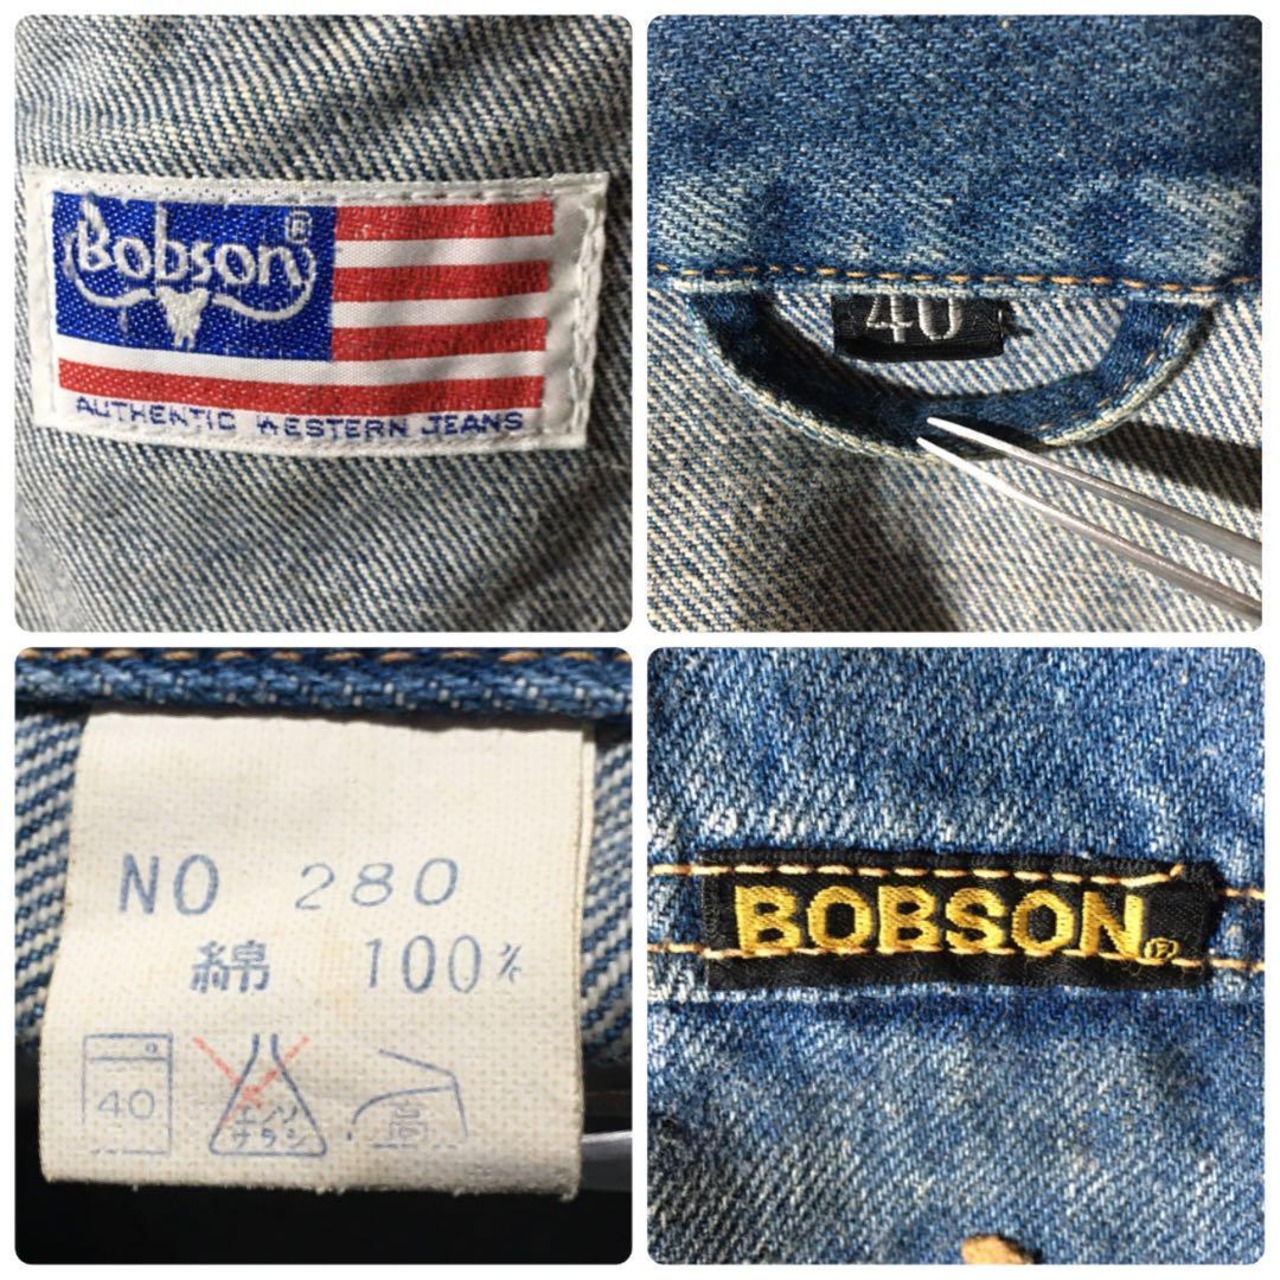 Bobson®
AUTHENTIC WESTERN JEANS
40
NO 280
綿 100%
40
エンソ
サラシ
高
BOBSON®